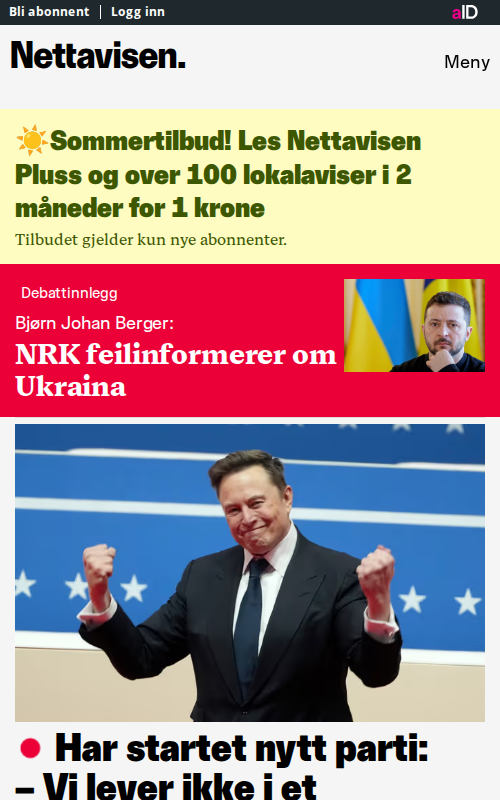 Bli abonnent | Logg inn
aID
Nettavisen.
Meny
☀️Sommertilbud! Les Nettavisen
Pluss og over 100 lokalaviser i 2
måneder for 1 krone
Tilbudet gjelder kun nye abonnenter.
Debattinnlegg
Bjørn Johan Berger:
NRK feilinformerer om
Ukraina
Har startet nytt parti:
– Vi lever ikke i et